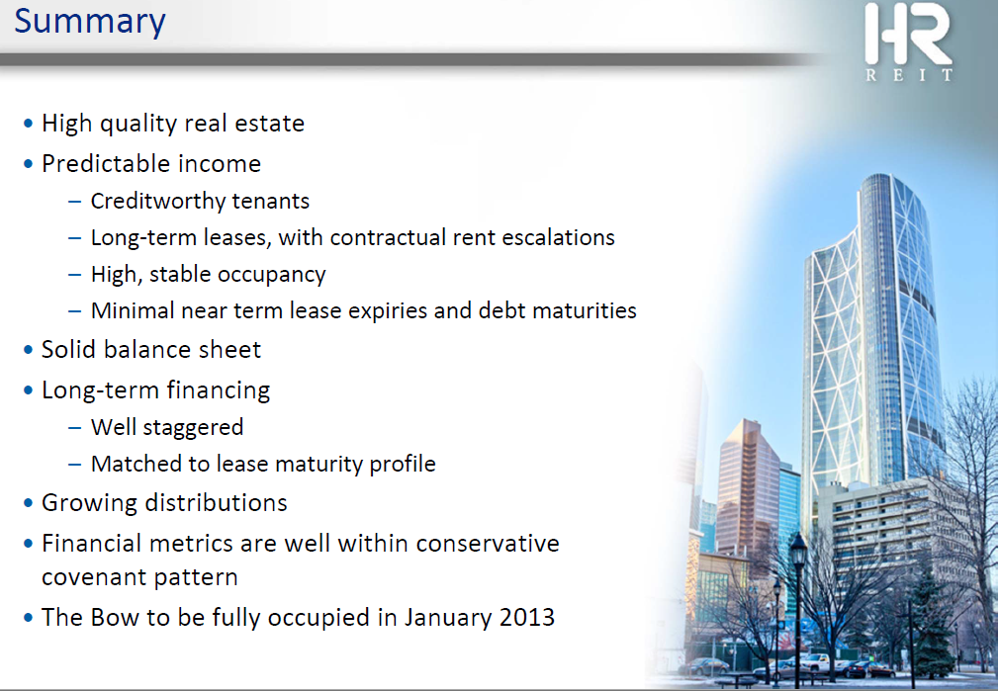 Summary
HR
REIT
• High quality real estate
• Predictable income
– Creditworthy tenants
– Long-term leases, with contractual rent escalations
– High, stable occupancy
– Minimal near term lease expiries and debt maturities
• Solid balance sheet
• Long-term financing
– Well staggered
– Matched to lease maturity profile
• Growing distributions
• Financial metrics are well within conservative
covenant pattern
• The Bow to be fully occupied in January 2013